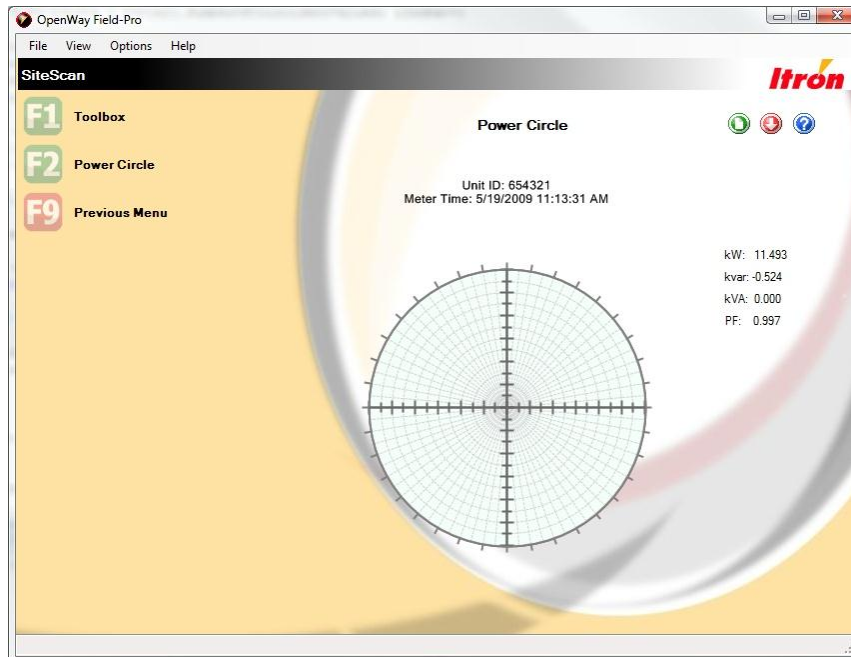 OpenWay Field-Pro
File View Options Help
SiteScan
Itrón
F1 Toolbox
F2 Power Circle
F9 Previous Menu
Power Circle
?
Unit ID: 654321
Meter Time: 5/19/2009 11:13:31 AM
kW: 11.493
kvar: -0.524
kVA: 0.000
PF: 0.997